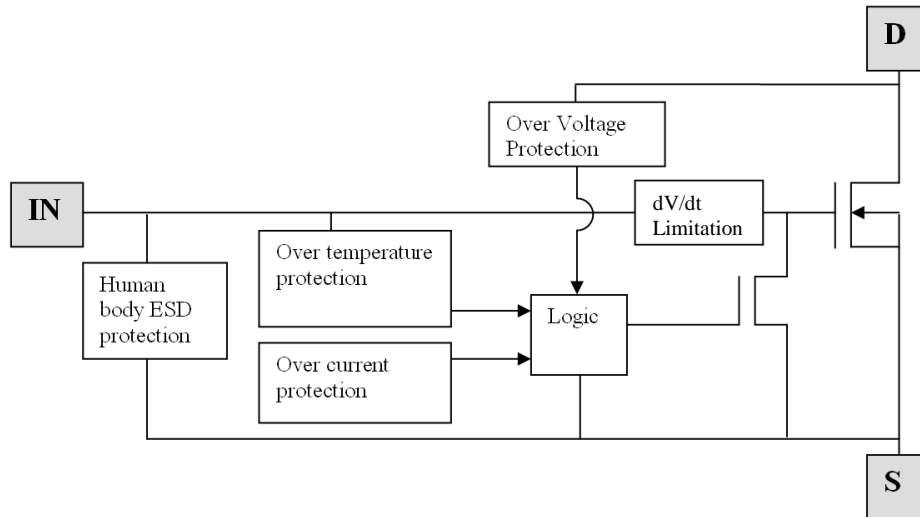 D
Over Voltage
Protection
IN
dV/dt
Limitation
Over temperature
protection
Human
body ESD
protection
Logic
Over current
protection
S